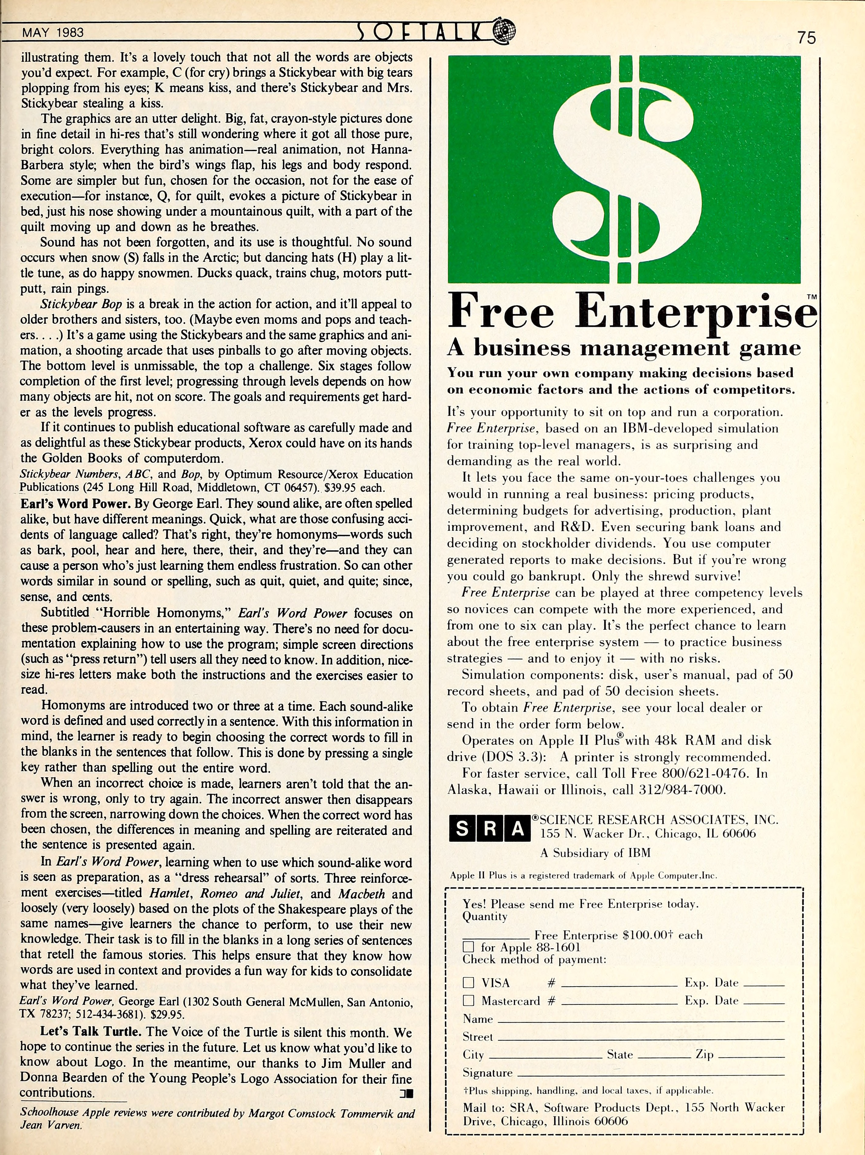 MAY 1983
SOFTALK
75
illustrating them. It's a lovely touch that not all the words are objects
you'd expect. For example, C (for cry) brings a Stickybear with big tears
plopping from his eyes; K means kiss, and there's Stickybear and Mrs.
Stickybear stealing a kiss.
The graphics are an utter delight. Big, fat, crayon-style pictures done
in fine detail in hi-res that's still wondering where it got all those pure,
bright colors. Everything has animation—real animation, not Hanna-
Barbera style; when the bird's wings flap, his legs and body respond.
Some are simpler but fun, chosen for the occasion, not for the ease of
execution—for instance, Q, for quilt, evokes a picture of Stickybear in
bed, just his nose showing under a mountainous quilt, with a part of the
quilt moving up and down as he breathes.
Sound has not been forgotten, and its use is thoughtful. No sound
occurs when snow (S) falls in the Arctic; but dancing hats (H) play a lit-
tle tune, as do happy snowmen. Ducks quack, trains chug, motors putt-
putt, rain pings.
Stickybear Bop is a break in the action for action, and it'll appeal to
older brothers and sisters, too. (Maybe even moms and pops and teach-
ers. . . .) It's a game using the Stickybears and the same graphics and ani-
mation, a shooting arcade that uses pinballs to go after moving objects.
The bottom level is unmissable, the top a challenge. Six stages follow
completion of the first level; progressing through levels depends on how
many objects are hit, not on score. The goals and requirements get hard-
er as the levels progress.
If it continues to publish educational software as carefully made and
as delightful as these Stickybear products, Xerox could have on its hands
the Golden Books of computerdom.
Stickybear Numbers, ABC, and Bop, by Optimum Resource/Xerox Education
Publications (245 Long Hill Road, Middletown, CT 06457). $39.95 each.
Earl's Word Power. By George Earl. They sound alike, are often spelled
alike, but have different meanings. Quick, what are those confusing acci-
dents of language called? That's right, they're homonyms—words such
as bark, pool, hear and here, there, their, and they're—and they can
cause a person who's just learning them endless frustration. So can other
words similar in sound or spelling, such as quit, quiet, and quite; since,
sense, and cents.
Subtitled "Horrible Homonyms," Earl's Word Power focuses on
these problem-causers in an entertaining way. There's no need for docu-
mentation explaining how to use the program; simple screen directions
(such as "press return") tell users all they need to know. In addition, nice-
size hi-res letters make both the instructions and the exercises easier to
read.
Homonyms are introduced two or three at a time. Each sound-alike
word is defined and used correctly in a sentence. With this information in
mind, the learner is ready to begin choosing the correct words to fill in
the blanks in the sentences that follow. This is done by pressing a single
key rather than spelling out the entire word.
When an incorrect choice is made, learners aren't told that the an-
swer is wrong, only to try again. The incorrect answer then disappears
from the screen, narrowing down the choices. When the correct word has
been chosen, the differences in meaning and spelling are reiterated and
the sentence is presented again.
In Earl's Word Power, learning when to use which sound-alike word
is seen as preparation, as a "dress rehearsal" of sorts. Three reinforce-
ment exercises—titled Hamlet, Romeo and Juliet, and Macbeth and
loosely (very loosely) based on the plots of the Shakespeare plays of the
same names—give learners the chance to perform, to use their new
knowledge. Their task is to fill in the blanks in a long series of sentences
that retell the famous stories. This helps ensure that they know how
words are used in context and provides a fun way for kids to consolidate
what they've learned.
Earl's Word Power, George Earl (1302 South General McMullen, San Antonio,
TX 78237; 512-434-3681). $29.95.
Let's Talk Turtle. The Voice of the Turtle is silent this month. We
hope to continue the series in the future. Let us know what you'd like to
know about Logo. In the meantime, our thanks to Jim Muller and
Donna Bearden of the Young People's Logo Association for their fine
contributions.
Schoolhouse Apple reviews were contributed by Margot Comstock Tommervik and
Jean Varven.
$
Free Enterprise™
A business management game
You run your own company making decisions based
on economic factors and the actions of competitors.
It's your opportunity to sit on top and run a corporation.
Free Enterprise, based on an IBM-developed simulation
for training top-level managers, is as surprising and
demanding as the real world.
It lets you face the same on-your-toes challenges you
would in running a real business: pricing products,
determining budgets for advertising, production, plant
improvement, and R&D. Even securing bank loans and
deciding on stockholder dividends. You use computer
generated reports to make decisions. But if you're wrong
you could go bankrupt. Only the shrewd survive!
Free Enterprise can be played at three competency levels
so novices can compete with the more experienced, and
from one to six can play. It's the perfect chance to learn
about the free enterprise system — to practice business
strategies — and to enjoy it — with no risks.
Simulation components: disk, user's manual, pad of 50
record sheets, and pad of 50 decision sheets.
To obtain Free Enterprise, see your local dealer or
send in the order form below.
Operates on Apple II Plus® with 48k RAM and disk
drive (DOS 3.3): A printer is strongly recommended.
For faster service, call Toll Free 800/621-0476. In
Alaska, Hawaii or Illinois, call 312/984-7000.
SRA® SCIENCE RESEARCH ASSOCIATES, INC.
155 N. Wacker Dr., Chicago, IL 60606
A Subsidiary of IBM
Apple II Plus is a registered trademark of Apple Computer,Inc.
Yes! Please send me Free Enterprise today.
Quantity
______ Free Enterprise $100.00† each
☐ for Apple 88-1601
Check method of payment:
☐ VISA # ______ Exp. Date ______
☐ Mastercard # ______ Exp. Date ______
Name ______
Street ______
City ______ State ______ Zip ______
Signature ______
†Plus shipping, handling, and local taxes, if applicable.
Mail to: SRA, Software Products Dept., 155 North Wacker
Drive, Chicago, Illinois 60606